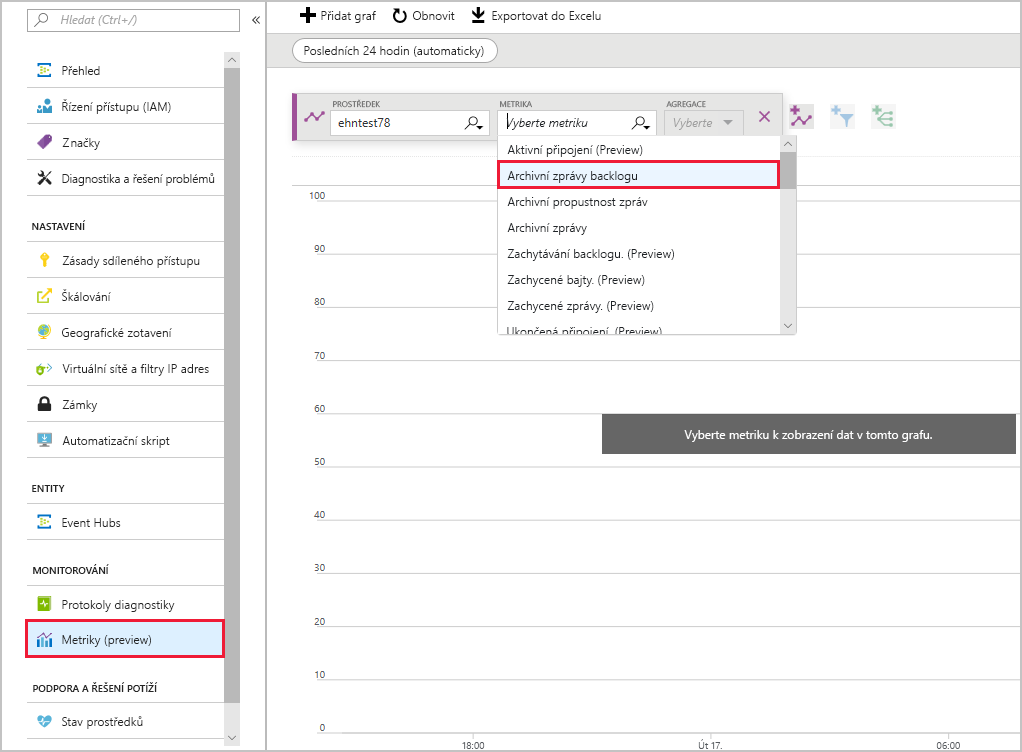 Hledat (Ctrl+/)
«
Přehled
Řízení přístupu (IAM)
Značky
Diagnostika a řešení problémů
NASTAVENÍ
Zásady sdíleného přístupu
Škálování
Geografické zotavení
Virtuální sítě a filtry IP adres
Zámky
Automatizační skript
ENTITY
Event Hubs
MONITOROVÁNÍ
Protokoly diagnostiky
Metriky (preview)
PODPORA A ŘEŠENÍ POTÍŽÍ
Stav prostředků
Přidat graf Obnovit Exportovat do Excelu
Posledních 24 hodin (automaticky)
PROSTŘEDEK METRIKA AGREGACE
ehntest78 Vyberte metriku Vyberte
Aktivní připojení (Preview)
Archivní zprávy backlogu
Archivní propustnost zpráv
Archivní zprávy
Zachytávání backlogu. (Preview)
Zachycené bajty. (Preview)
Zachycené zprávy. (Preview)
Ukončená připojení. (Preview)
100
90
80
70
60
Vyberte metriku k zobrazení dat v tomto grafu.
50
40
30
20
10
0
18:00 Út 17. 06:00